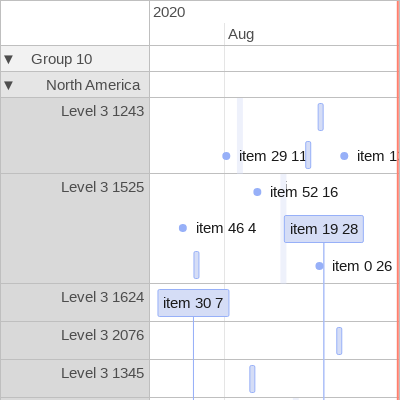 2020
Aug
▼ Group 10
▼ North America
Level 3 1243
item 29 11
item 1
Level 3 1525
item 52 16
item 46 4
item 19 28
item 0 26
Level 3 1624
item 30 7
Level 3 2076
Level 3 1345